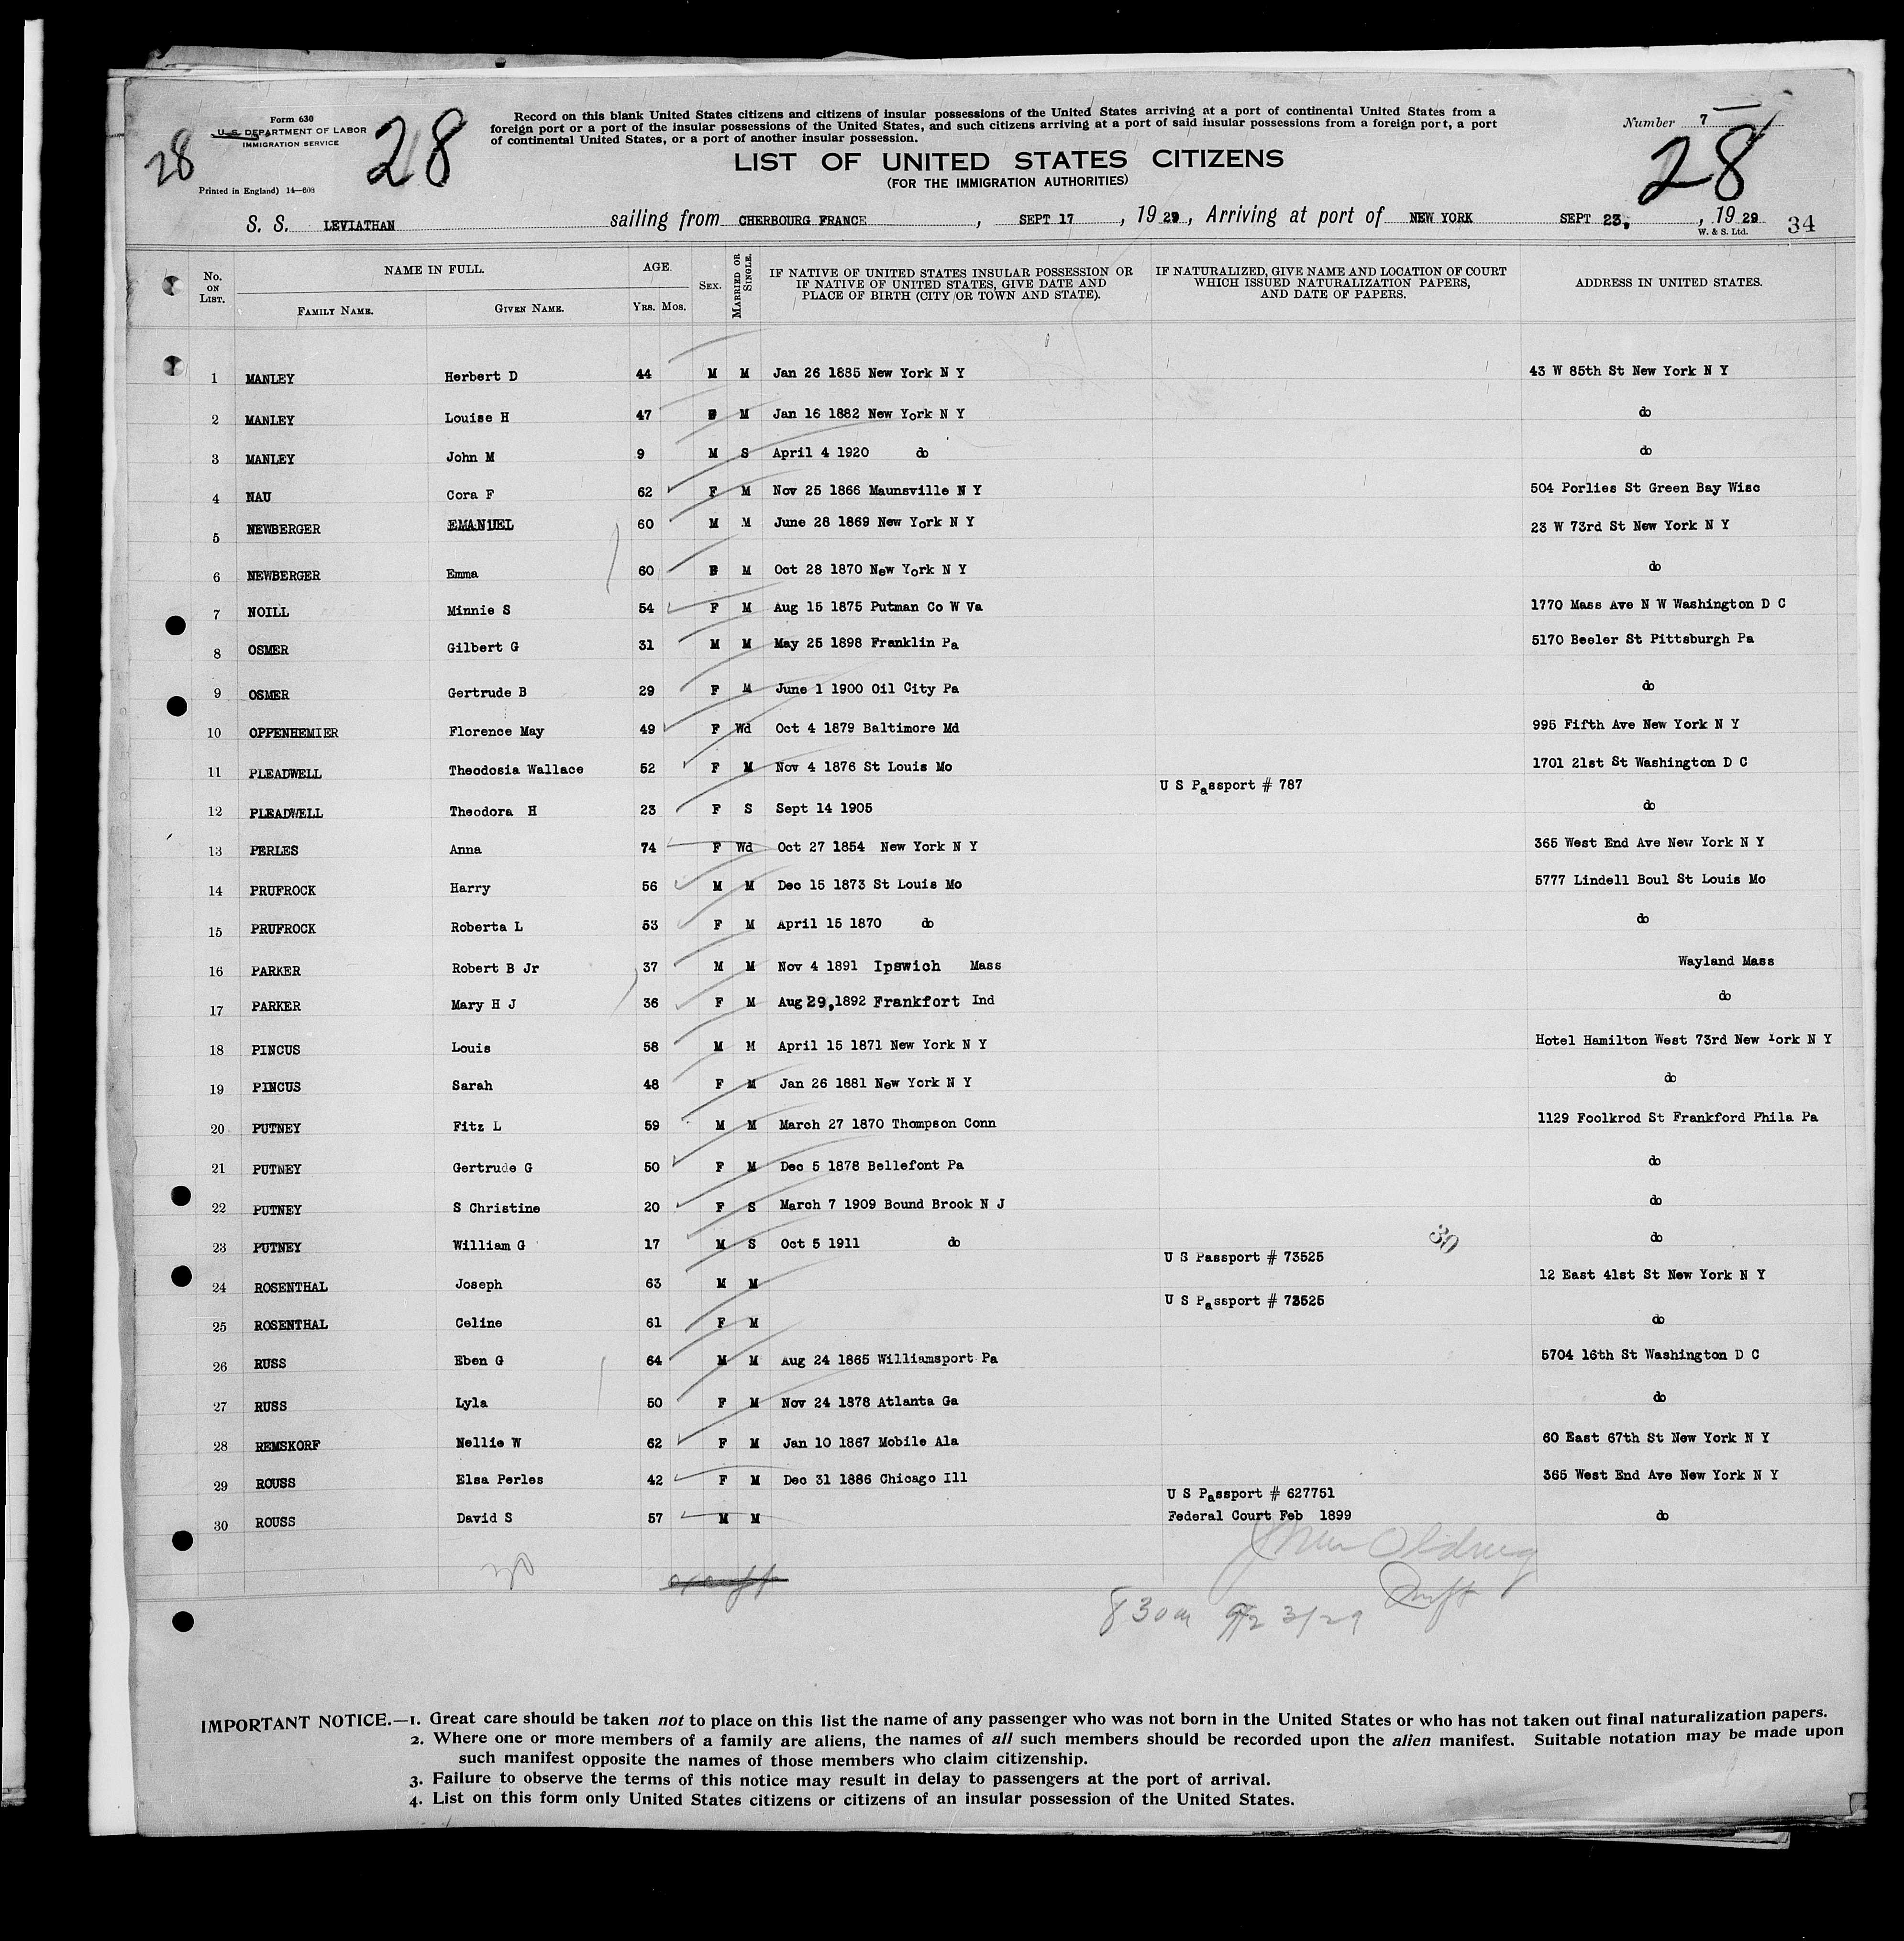 Form 630
U. S. DEPARTMENT OF LABOR
IMMIGRATION SERVICE
28
28
Printed in England) 14—608
Record on this blank United States citizens and citizens of insular possessions of the United States arriving at a port of continental United States from a
foreign port or a port of the insular possessions of the United States, and such citizens arriving at a port of said insular possessions from a foreign port, a port
of continental United States, or a port of another insular possession.
Number 7
28
LIST OF UNITED STATES CITIZENS
(FOR THE IMMIGRATION AUTHORITIES)
S. S. LEVIATHAN sailing from CHERBOURG FRANCE, SEPT 17, 1929, Arriving at port of NEW YORK SEPT 23, , 1929
W. & S. Ltd. 34
No. ON LIST. NAME IN FULL. AGE. SEX. MARRIED OR SINGLE. IF NATIVE OF UNITED STATES INSULAR POSSESSION OR IF NATIVE OF UNITED STATES, GIVE DATE AND PLACE OF BIRTH (CITY OR TOWN AND STATE). IF NATURALIZED, GIVE NAME AND LOCATION OF COURT WHICH ISSUED NATURALIZATION PAPERS, AND DATE OF PAPERS. ADDRESS IN UNITED STATES.
FAMILY NAME. GIVEN NAME. YRS. MOS.
1 MANLEY Herbert D 44 M M Jan 26 1885 New York N Y 43 W 85th St New York N Y
2 MANLEY Louise H 47 F M Jan 16 1882 New York N Y do
3 MANLEY John M 9 M S April 4 1920 do do
4 NAU Cora F 62 F M Nov 25 1866 Maunsville N Y 504 Porlies St Green Bay Wisc
5 NEWBERGER EMANUEL 60 M M June 28 1869 New York N Y 23 W 73rd St New York N Y
6 NEWBERGER Emma 60 F M Oct 28 1870 New York N Y do
7 NOILL Minnie S 54 F M Aug 15 1875 Putman Co W Va 1770 Mass Ave N W Washington D C
8 OSMER Gilbert G 31 M M May 25 1898 Franklin Pa 5170 Beeler St Pittsburgh Pa
9 OSMER Gertrude B 29 F M June 1 1900 Oil City Pa do
10 OPPENHEMIER Florence May 49 F Wd Oct 4 1879 Baltimore Md 995 Fifth Ave New York N Y
11 PLEADWELL Theodosia Wallace 52 F M Nov 4 1876 St Louis Mo 1701 21st St Washington D C
U S Passport # 787
12 PLEADWELL Theodora H 23 F S Sept 14 1905 do
13 PERLES Anna 74 F Wd Oct 27 1854 New York N Y 365 West End Ave New York N Y
14 PRUFROCK Harry 56 M M Dec 15 1873 St Louis Mo 5777 Lindell Boul St Louis Mo
15 PRUFROCK Roberta L 53 F M April 15 1870 do do
16 PARKER Robert B Jr 37 M M Nov 4 1891 Ipswich Mass Wayland Mass
17 PARKER Mary H J 36 F M Aug 29, 1892 Frankfort Ind do
18 PINCUS Louis 58 M M April 15 1871 New York N Y Hotel Hamilton West 73rd New York N Y
19 PINCUS Sarah 48 F M Jan 26 1881 New York N Y do
20 PUTNEY Fitz L 59 M M March 27 1870 Thompson Conn 1129 Foolkrod St Frankford Phila Pa
21 PUTNEY Gertrude G 50 F M Dec 5 1878 Bellefont Pa do
22 PUTNEY S Christine 20 F S March 7 1909 Bound Brook N J do
23 PUTNEY William G 17 M S Oct 5 1911 do do
30
U S Passport # 73525
24 ROSENTHAL Joseph 63 M M 12 East 41st St New York N Y
U S Passport # 73525
25 ROSENTHAL Celine 61 F M do
26 RUSS Eben G 64 M M Aug 24 1865 Williamsport Pa 5704 16th St Washington D C
27 RUSS Lyla 50 F M Nov 24 1878 Atlanta Ga do
28 REMSKORF Nellie W 62 F M Jan 10 1867 Mobile Ala 60 East 67th St New York N Y
29 ROUSS Elsa Perles 42 F M Dec 31 1886 Chicago Ill 365 West End Ave New York N Y
U S Passport # 627751
30 ROUSS David S 57 M M Federal Court Feb 1899 do
30
830 am 9/23/29
IMPORTANT NOTICE.—1. Great care should be taken not to place on this list the name of any passenger who was not born in the United States or who has not taken out final naturalization papers.
2. Where one or more members of a family are aliens, the names of all such members should be recorded upon the alien manifest. Suitable notation may be made upon
such manifest opposite the names of those members who claim citizenship.
3. Failure to observe the terms of this notice may result in delay to passengers at the port of arrival.
4. List on this form only United States citizens or citizens of an insular possession of the United States.